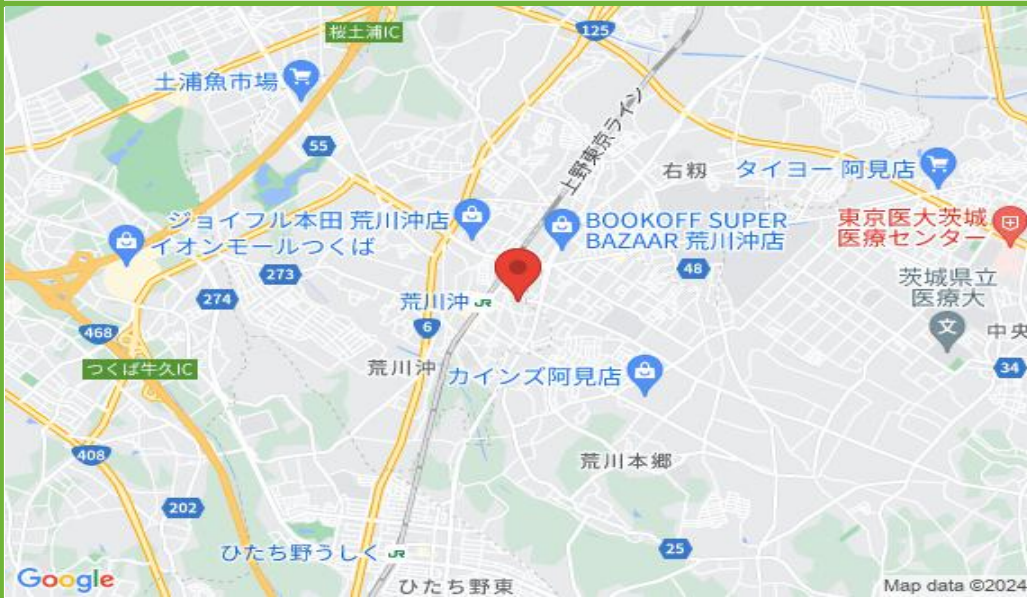 桜土浦IC
125
土浦魚市場
上野東京ライン
55
右籾
タイヨー 阿見店
ジョイフル本田 荒川沖店
イオンモールつくば
BOOKOFF SUPER
BAZAAR 荒川沖店
東京医大茨城
医療センター
273
48
274
荒川沖 JR
茨城県立
医療大
6
468
中央
つくば牛久IC
荒川沖
カインズ阿見店
34
408
荒川本郷
202
25
ひたち野うしく JR
ひたち野東
Google
Map data ©2024